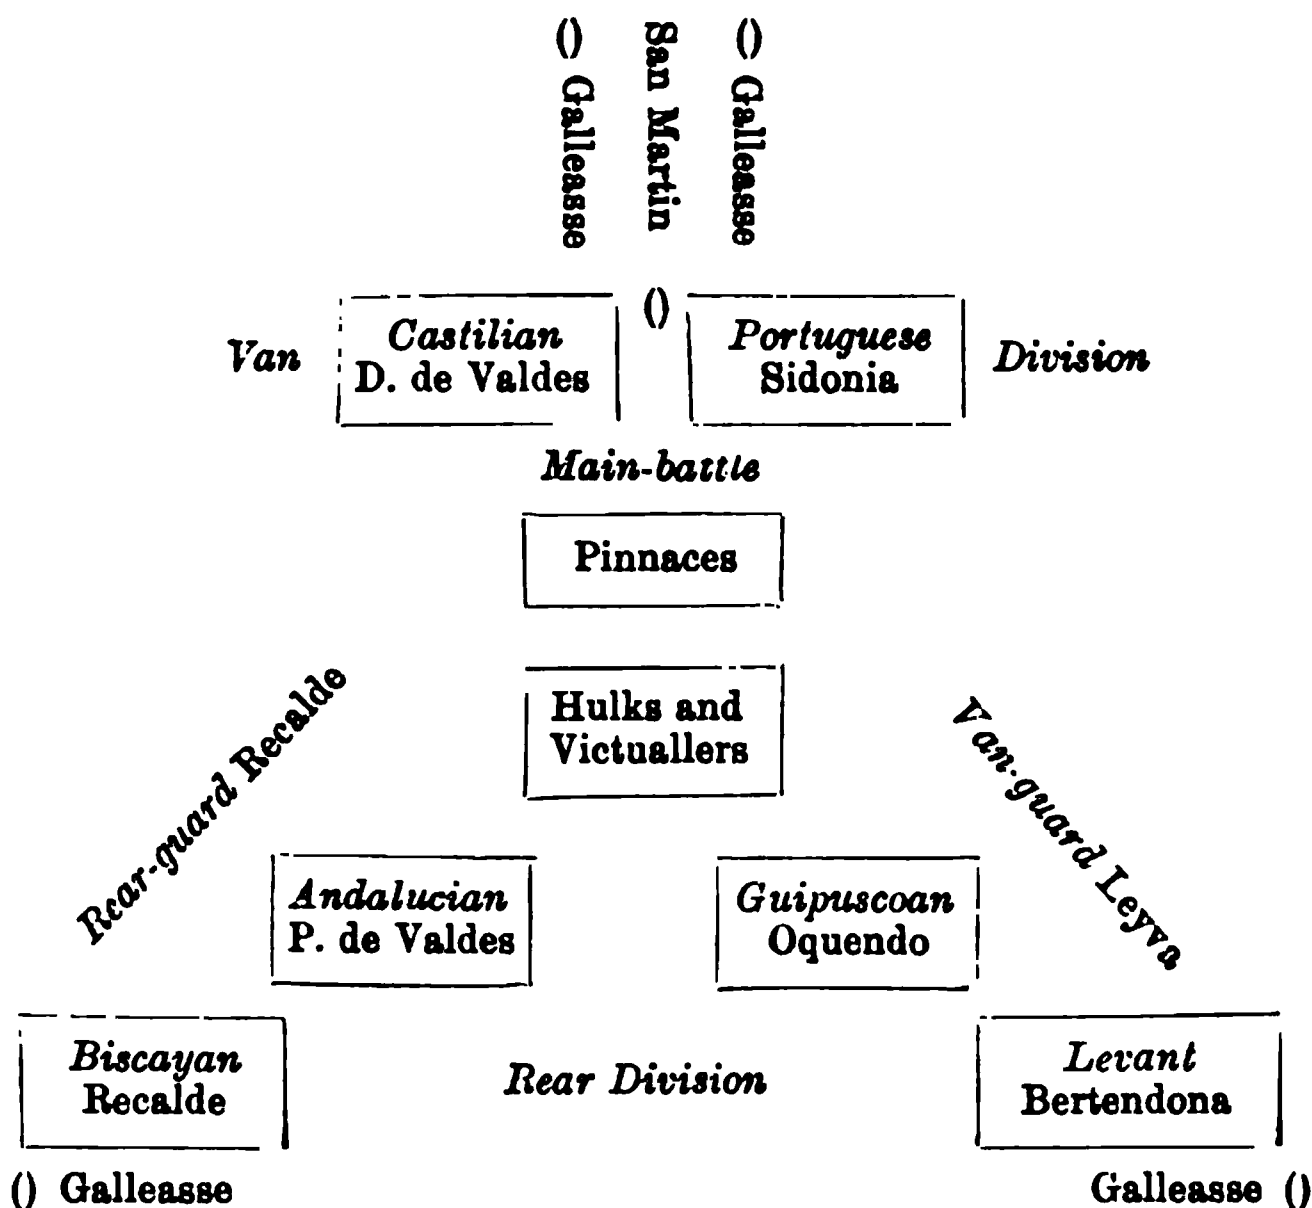 () Galleasse
San Martin
() Galleasse
()
Van
Castilian
D. de Valdes
Portuguese
Sidonia
Division
Main-battle
Pinnaces
Hulks and
Victuallers
Rear-guard Recalde
Van-guard Leyva
Andalucian
P. de Valdes
Guipuscoan
Oquendo
Biscayan
Recalde
Rear Division
Levant
Bertendona
() Galleasse
Galleasse ()